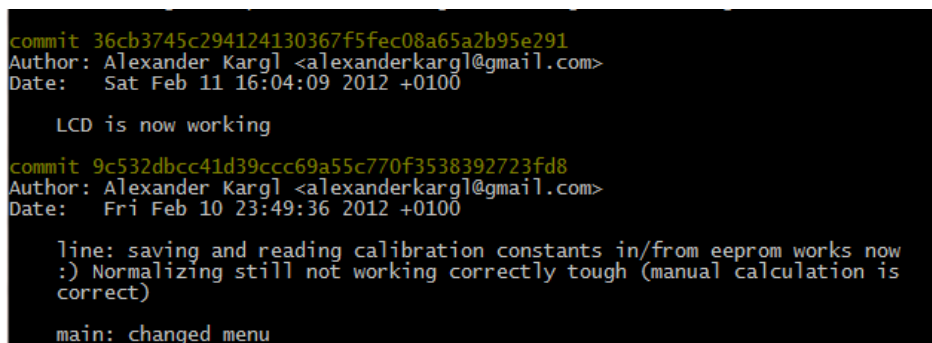 commit 36cb3745c294124130367f5fec08a65a2b95e291
Author: Alexander Kargl <alexanderkargl@gmail.com>
Date:   Sat Feb 11 16:04:09 2012 +0100
LCD is now working
commit 9c532dbcc41d39ccc69a55c770f3538392723fd8
Author: Alexander Kargl <alexanderkargl@gmail.com>
Date:   Fri Feb 10 23:49:36 2012 +0100
line: saving and reading calibration constants in/from eeprom works now
:) Normalizing still not working correctly tough (manual calculation is
correct)
main: changed menu